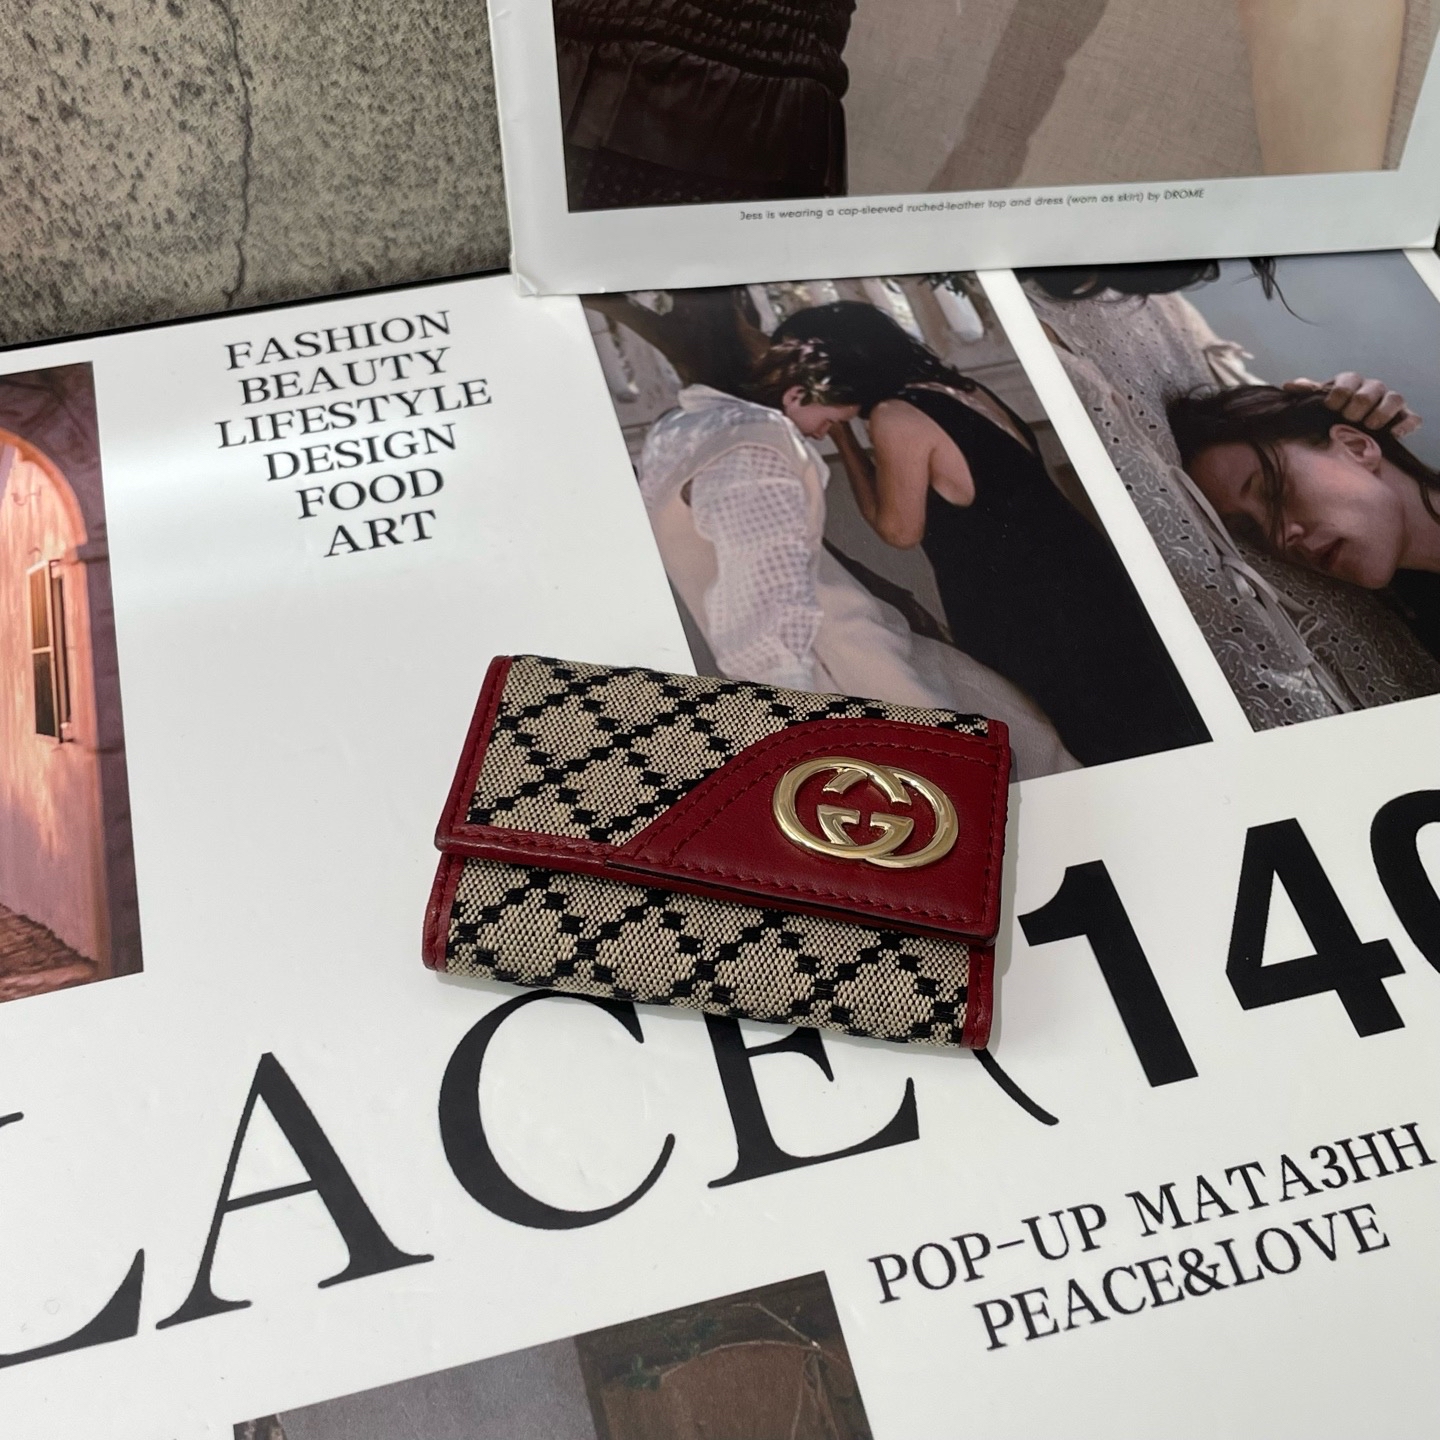 Jess is wearing a cap-sleeved ruched-leather top and dress (worn as skirt) by DROME
FASHION
BEAUTY
LIFESTYLE
DESIGN
FOOD
ART
LACE (140
POP-UP MATA3HH
PEACE&LOVE